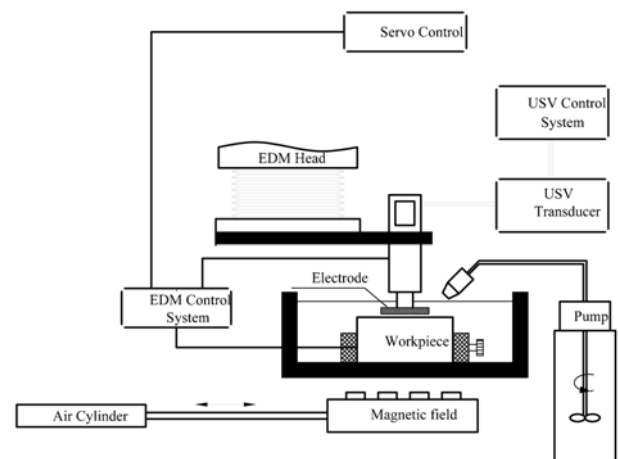 Servo Control
USV Control
System
EDM Head
USV
Transducer
Electrode
EDM Control
System
Pump
Workpiece
Air Cylinder
Magnetic field